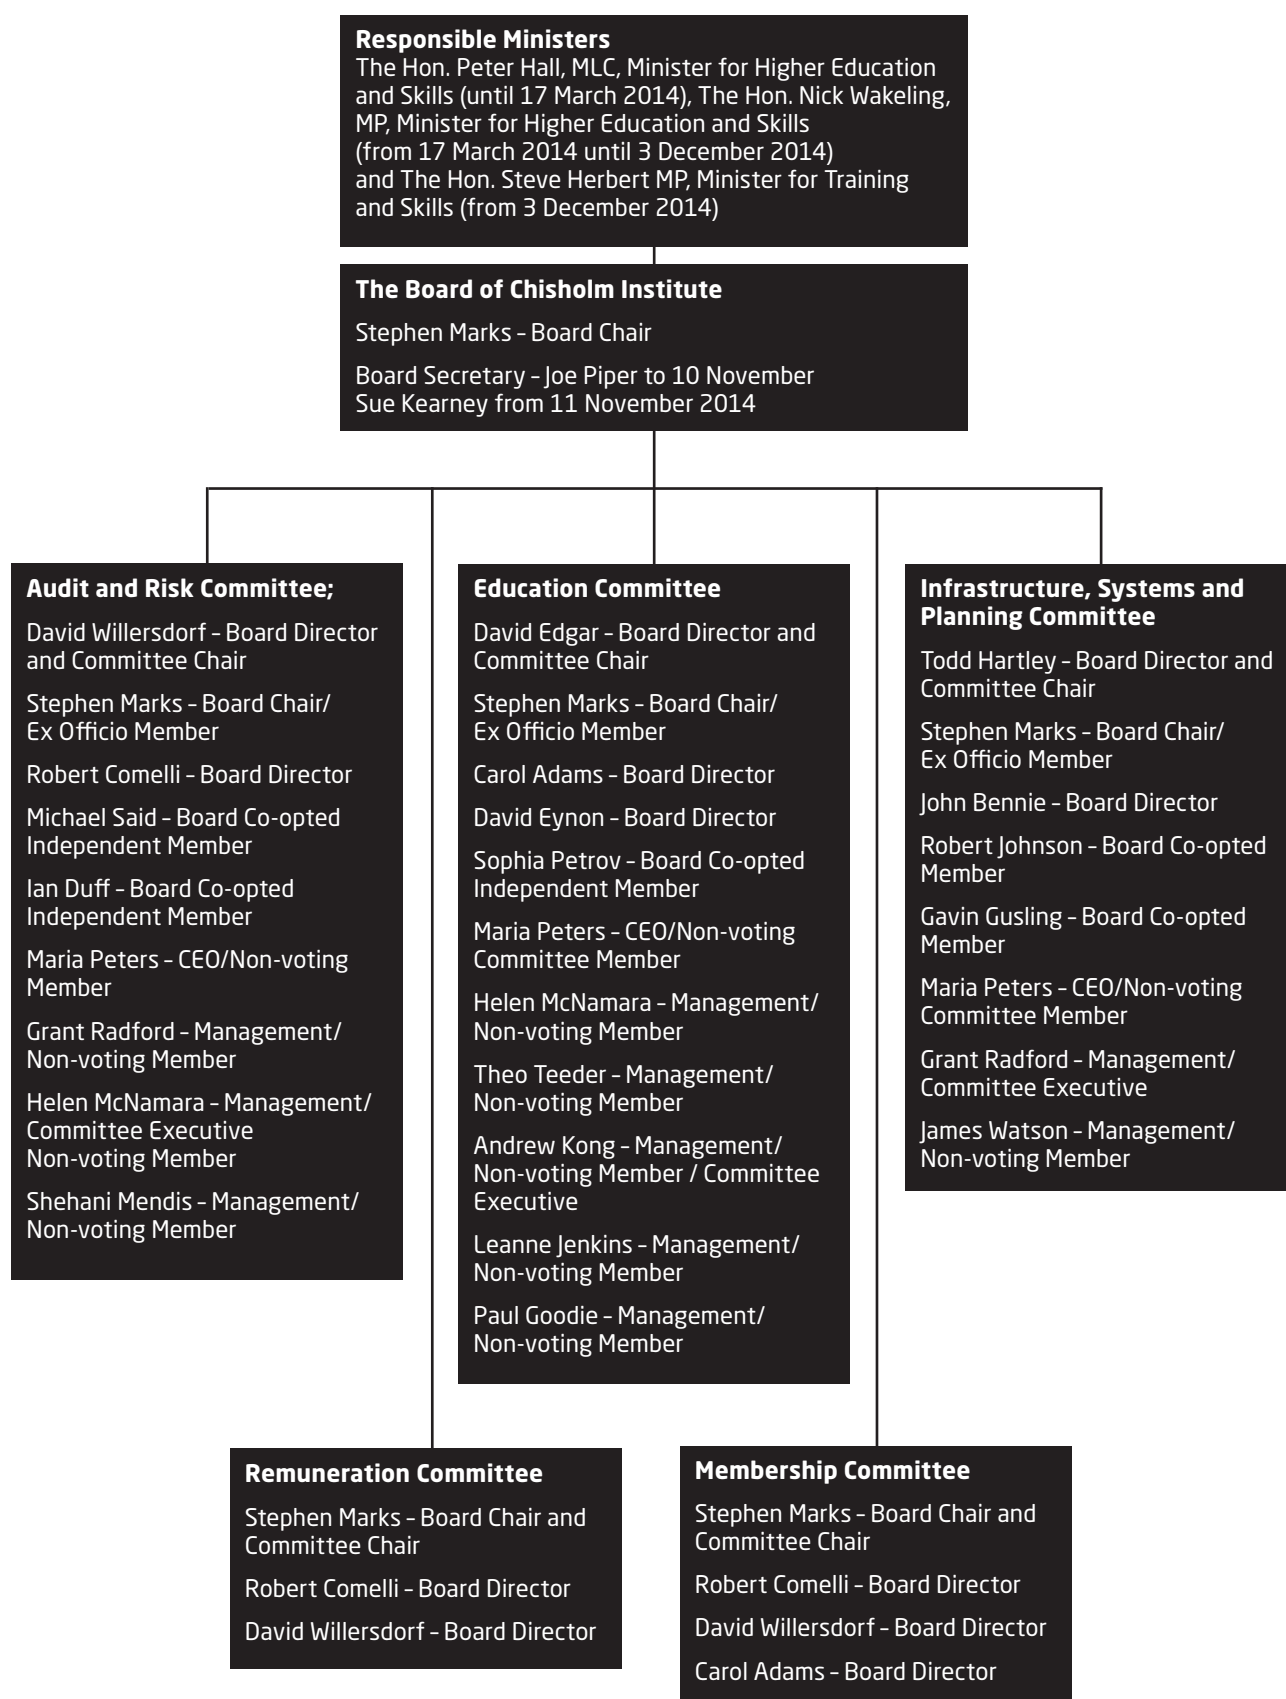 Responsible Ministers
The Hon. Peter Hall, MLC, Minister for Higher Education
and Skills (until 17 March 2014), The Hon. Nick Wakeling,
MP, Minister for Higher Education and Skills
(from 17 March 2014 until 3 December 2014)
and The Hon. Steve Herbert MP, Minister for Training
and Skills (from 3 December 2014)
The Board of Chisholm Institute
Stephen Marks – Board Chair
Board Secretary – Joe Piper to 10 November
Sue Kearney from 11 November 2014
Audit and Risk Committee;
David Willersdorf – Board Director
and Committee Chair
Stephen Marks – Board Chair/
Ex Officio Member
Robert Comelli – Board Director
Michael Said – Board Co-opted
Independent Member
Ian Duff – Board Co-opted
Independent Member
Maria Peters – CEO/Non-voting
Member
Grant Radford – Management/
Non-voting Member
Helen McNamara – Management/
Committee Executive
Non-voting Member
Shehani Mendis – Management/
Non-voting Member
Education Committee
David Edgar – Board Director and
Committee Chair
Stephen Marks – Board Chair/
Ex Officio Member
Carol Adams – Board Director
David Eynon – Board Director
Sophia Petrov – Board Co-opted
Independent Member
Maria Peters – CEO/Non-voting
Committee Member
Helen McNamara – Management/
Non-voting Member
Theo Teeder – Management/
Non-voting Member
Andrew Kong – Management/
Non-voting Member / Committee
Executive
Leanne Jenkins – Management/
Non-voting Member
Paul Goodie – Management/
Non-voting Member
Infrastructure, Systems and
Planning Committee
Todd Hartley – Board Director and
Committee Chair
Stephen Marks – Board Chair/
Ex Officio Member
John Bennie – Board Director
Robert Johnson – Board Co-opted
Member
Gavin Gusling – Board Co-opted
Member
Maria Peters – CEO/Non-voting
Committee Member
Grant Radford – Management/
Committee Executive
James Watson – Management/
Non-voting Member
Remuneration Committee
Stephen Marks – Board Chair and
Committee Chair
Robert Comelli – Board Director
David Willersdorf – Board Director
Membership Committee
Stephen Marks – Board Chair and
Committee Chair
Robert Comelli – Board Director
David Willersdorf – Board Director
Carol Adams – Board Director